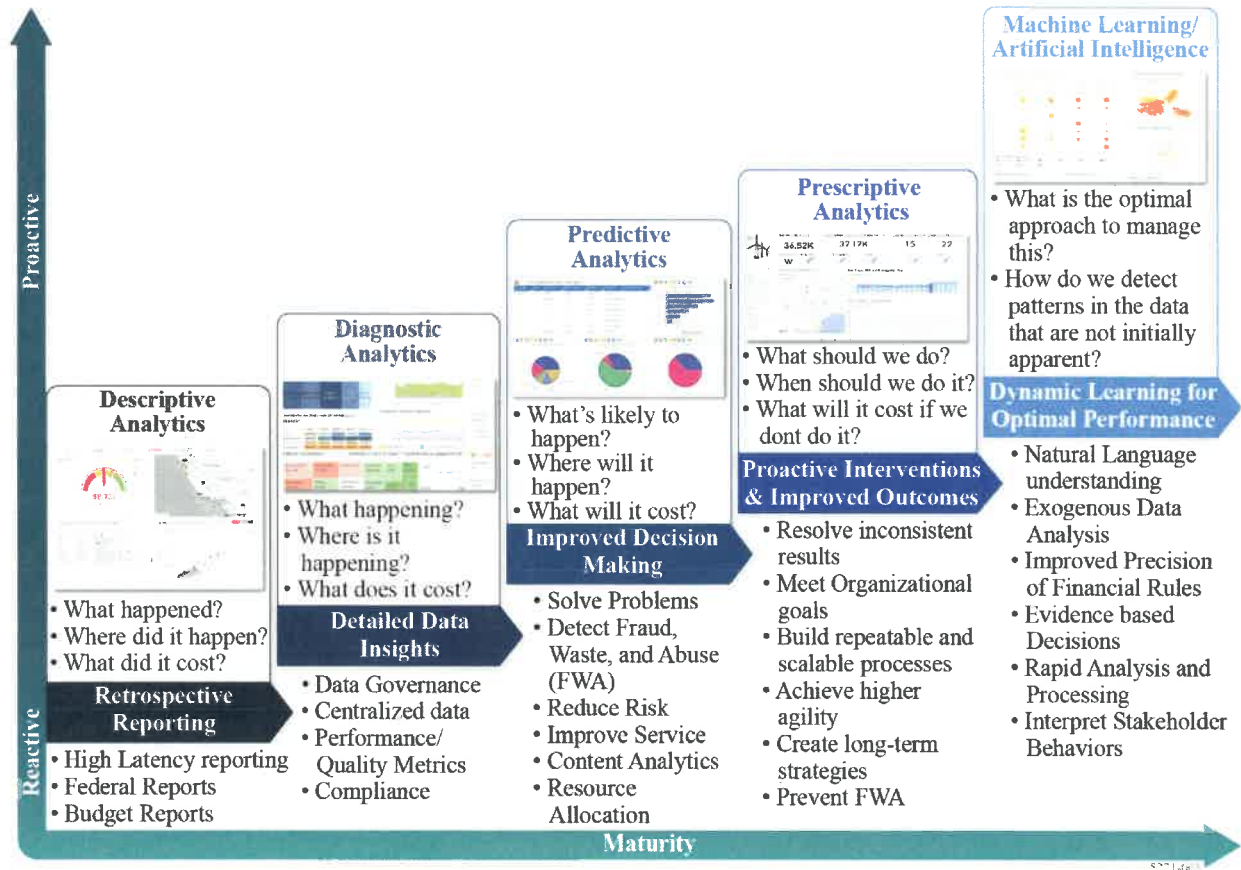 Proactive
Reactive
Maturity
Descriptive
Analytics
• What happened?
• Where did it happen?
• What did it cost?
Retrospective
Reporting
• High Latency reporting
• Federal Reports
• Budget Reports
Diagnostic
Analytics
• What happening?
• Where is it
happening?
• What does it cost?
Detailed Data
Insights
• Data Governance
• Centralized data
• Performance/
Quality Metrics
• Compliance
Predictive
Analytics
• What's likely to
happen?
• Where will it
happen?
• What will it cost?
Improved Decision
Making
• Solve Problems
• Detect Fraud,
Waste, and Abuse
(FWA)
• Reduce Risk
• Improve Service
• Content Analytics
• Resource
Allocation
Prescriptive
Analytics
36.52K 37.17K 15 22
W
• What should we do?
• When should we do it?
• What will it cost if we
dont do it?
Proactive Interventions
& Improved Outcomes
• Resolve inconsistent
results
• Meet Organizational
goals
• Build repeatable and
scalable processes
• Achieve higher
agility
• Create long-term
strategies
• Prevent FWA
Machine Learning/
Artificial Intelligence
• What is the optimal
approach to manage
this?
• How do we detect
patterns in the data
that are not initially
apparent?
Dynamic Learning for
Optimal Performance
• Natural Language
understanding
• Exogenous Data
Analysis
• Improved Precision
of Financial Rules
• Evidence based
Decisions
• Rapid Analysis and
Processing
• Interpret Stakeholder
Behaviors